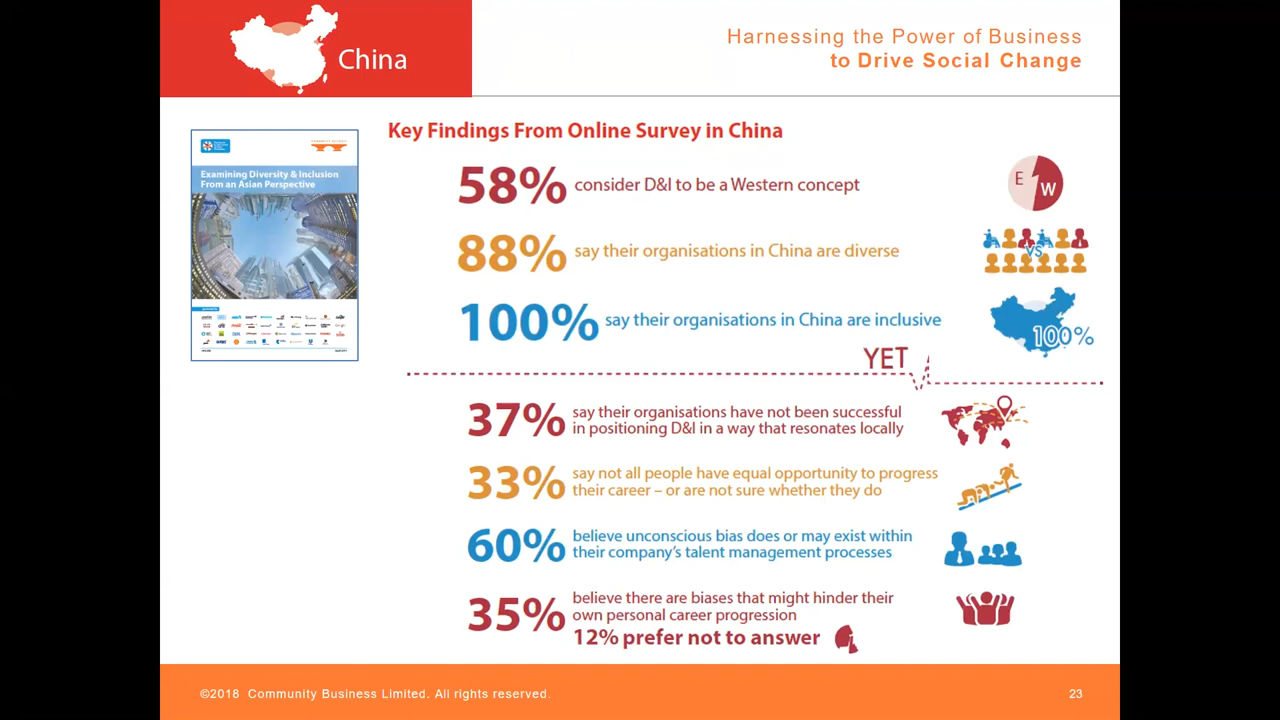 China
Harnessing the Power of Business
to Drive Social Change
Examining Diversity & Inclusion
From an Asian Perspective
Key Findings From Online Survey in China
58% consider D&I to be a Western concept
E W
88% say their organisations in China are diverse
VS
100% say their organisations in China are inclusive
100%
YET
37% say their organisations have not been successful
in positioning D&I in a way that resonates locally
33% say not all people have equal opportunity to progress
their career – or are not sure whether they do
60% believe unconscious bias does or may exist within
their company's talent management processes
35% believe there are biases that might hinder their
own personal career progression
12% prefer not to answer
©2018 Community Business Limited. All rights reserved.
23